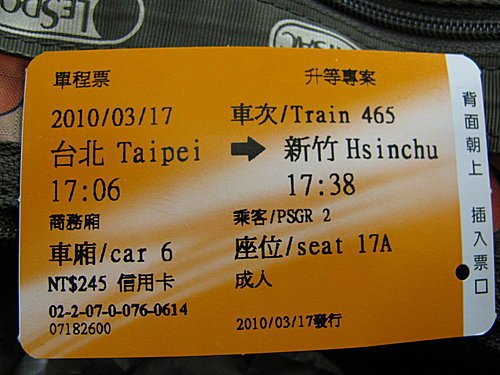 LESPO
SAC
單程票 升等專案
2010/03/17 車次/Train 465
台北 Taipei → 新竹 Hsinchu
17:06 17:38
商務廂 乘客/PSGR 2
車廂/car 6 座位/seat 17A
NT$245 信用卡 成人
02-2-07-0-076-0614
07182600 2010/03/17發行
背面朝上 插入票口